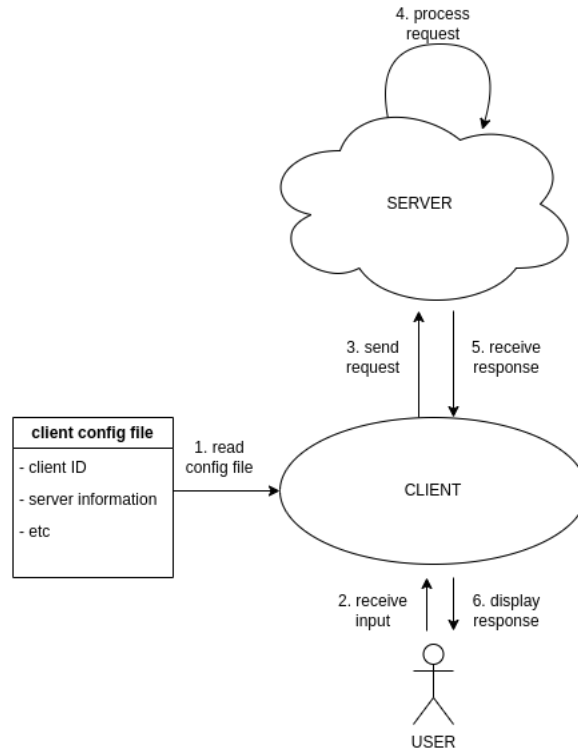 4. process
request
SERVER
3. send
request
5. receive
response
client config file
- client ID
- server information
- etc
1. read
config file
CLIENT
2. receive
input
6. display
response
USER